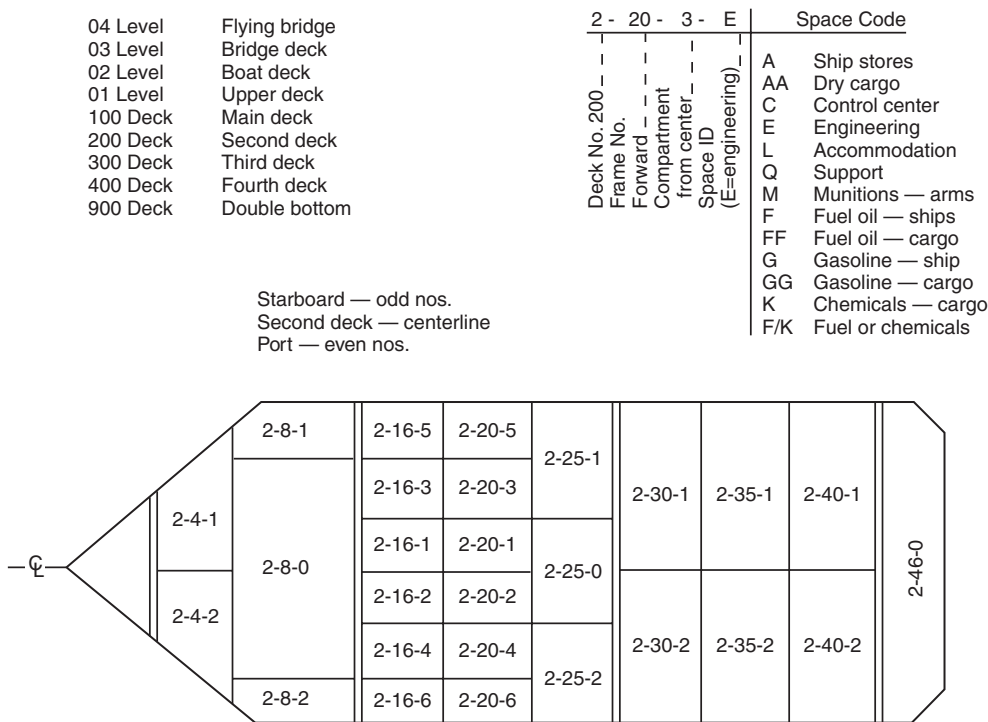 04 Level Flying bridge
03 Level Bridge deck
02 Level Boat deck
01 Level Upper deck
100 Deck Main deck
200 Deck Second deck
300 Deck Third deck
400 Deck Fourth deck
900 Deck Double bottom
2 - 20 - 3 - E Space Code
Deck No. 200
Frame No.
Forward
Compartment
from center
Space ID
(E=engineering)
A Ship stores
AA Dry cargo
C Control center
E Engineering
L Accommodation
Q Support
M Munitions — arms
F Fuel oil — ships
FF Fuel oil — cargo
G Gasoline — ship
GG Gasoline — cargo
K Chemicals — cargo
F/K Fuel or chemicals
Starboard — odd nos.
Second deck — centerline
Port — even nos.
2-8-1 2-16-5 2-20-5
2-25-1
2-16-3 2-20-3
2-30-1 2-35-1 2-40-1
2-4-1
2-16-1 2-20-1
℄ 2-8-0 2-25-0 2-46-0
2-16-2 2-20-2
2-4-2
2-16-4 2-20-4 2-30-2 2-35-2 2-40-2
2-25-2
2-8-2 2-16-6 2-20-6